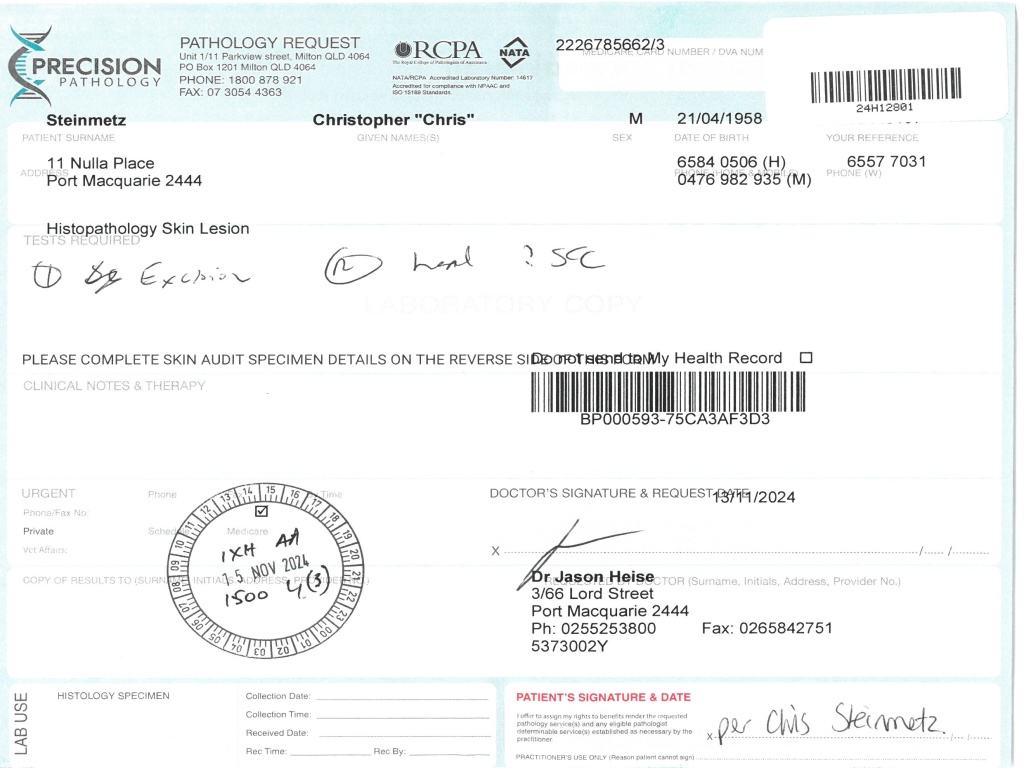 PRECISION
PATHOLOGY
PATHOLOGY REQUEST
Unit 1/11 Parkview street, Milton QLD 4064
PO Box 1201 Milton QLD 4064
PHONE: 1800 878 921
FAX: 07 3054 4363
RCPA
The Royal College of Pathologists of Australasia
NATA
NATA/RCPA Accredited Laboratory Number: 14617
Accredited for compliance with NPAAC and
ISO 15189 Standards.
2226785662/3
MEDICARE CARD NUMBER / DVA NUM
24H12801
Steinmetz Christopher "Chris" M 21/04/1958
PATIENT SURNAME GIVEN NAMES(S) SEX DATE OF BIRTH YOUR REFERENCE
11 Nulla Place 6584 0506 (H) 6557 7031
ADDRESS PHONE (HOME & MOBILE) PHONE (W)
Port Macquarie 2444 0476 982 935 (M)
Histopathology Skin Lesion
TESTS REQUIRED
① Excision Ⓡ hand ? SCC
LABORATORY COPY
PLEASE COMPLETE SKIN AUDIT SPECIMEN DETAILS ON THE REVERSE SIDE OF THIS FORM
Do not send to My Health Record
CLINICAL NOTES & THERAPY
BP000593-75CA3AF3D3
URGENT Phone Time
Phone/Fax No:
Private Schedule Medicare
Vet Affairs:
DOCTOR'S SIGNATURE & REQUEST DATE
13/11/2024
X
15 16 17 18 19 20 21 22 23 00 01 02 03 04 05 06 07 08 09 10 11 12 13 14
1XH AA
15 NOV 2024
1500 4(3)
COPY OF RESULTS TO (SURNAME, INITIALS, ADDRESS, PROVIDER NO.)
REQUESTED BY DOCTOR (Surname, Initials, Address, Provider No.)
Dr Jason Heise
3/66 Lord Street
Port Macquarie 2444
Ph: 0255253800 Fax: 0265842751
5373002Y
LAB USE
HISTOLOGY SPECIMEN
Collection Date:
Collection Time:
Received Date:
Rec Time: Rec By:
PATIENT'S SIGNATURE & DATE
I offer to assign my rights to benefits render the requested
pathology service(s) and any eligible pathologist
determinable service(s) established as necessary by the
practitioner.
x per Chris Steinmetz
PRACTITIONER'S USE ONLY (Reason patient cannot sign)